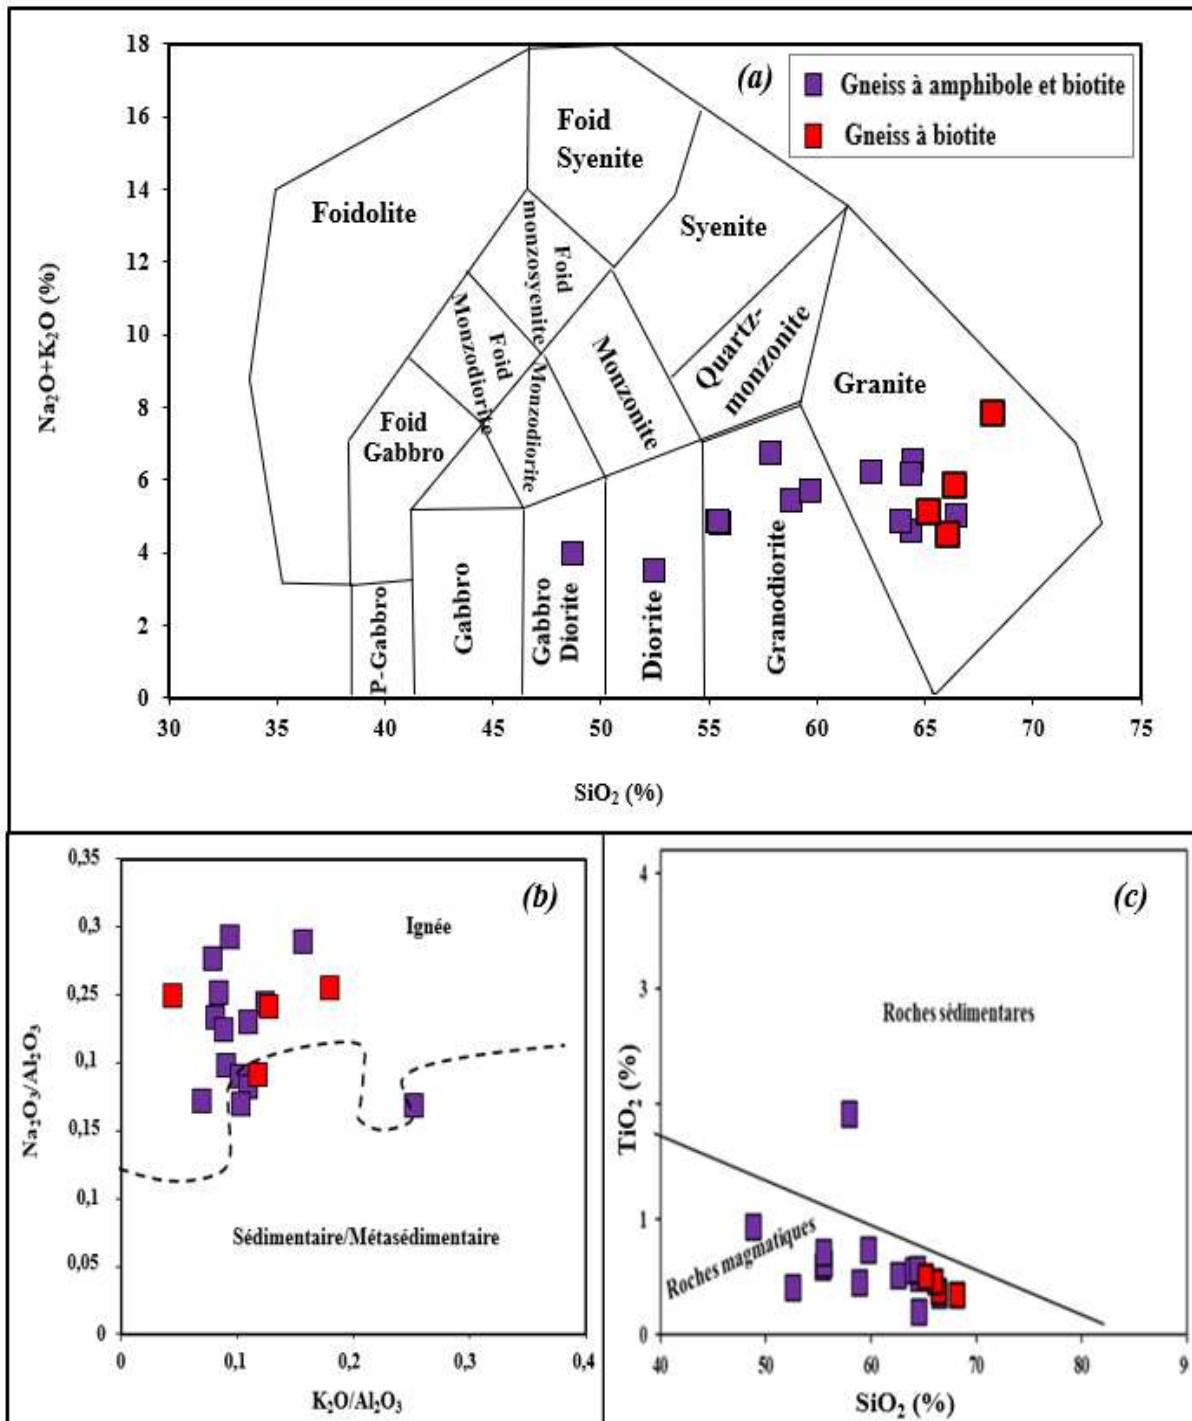 18
16
14
12
10
8
6
4
2
0
Na₂O+K₂O (%)
(a)
Gneiss à amphibole et biotite
Gneiss à biotite
Foid
Syenite
Foidolite
Syenite
Foid
monzosyenite
Foid
Monzodiorite
Monzodiorite
Monzonite
Quartz-
monzonite
Granite
Foid
Gabbro
P-Gabbro
Gabbro
Gabbro
Diorite
Diorite
Granodiorite
30
35
40
45
50
55
60
65
70
75
SiO₂ (%)
0,35
0,3
0,25
0,1
0,15
0,1
0,05
0
Na₂O₃/Al₂O₃
(b)
Ignée
Sédimentaire/Métasédimentaire
0
0,1
0,2
0,3
0,4
K₂O/Al₂O₃
4
3
2
1
0
TiO₂ (%)
(c)
Roches sédimentares
Roches magmatiques
40
50
60
70
80
9
SiO₂ (%)